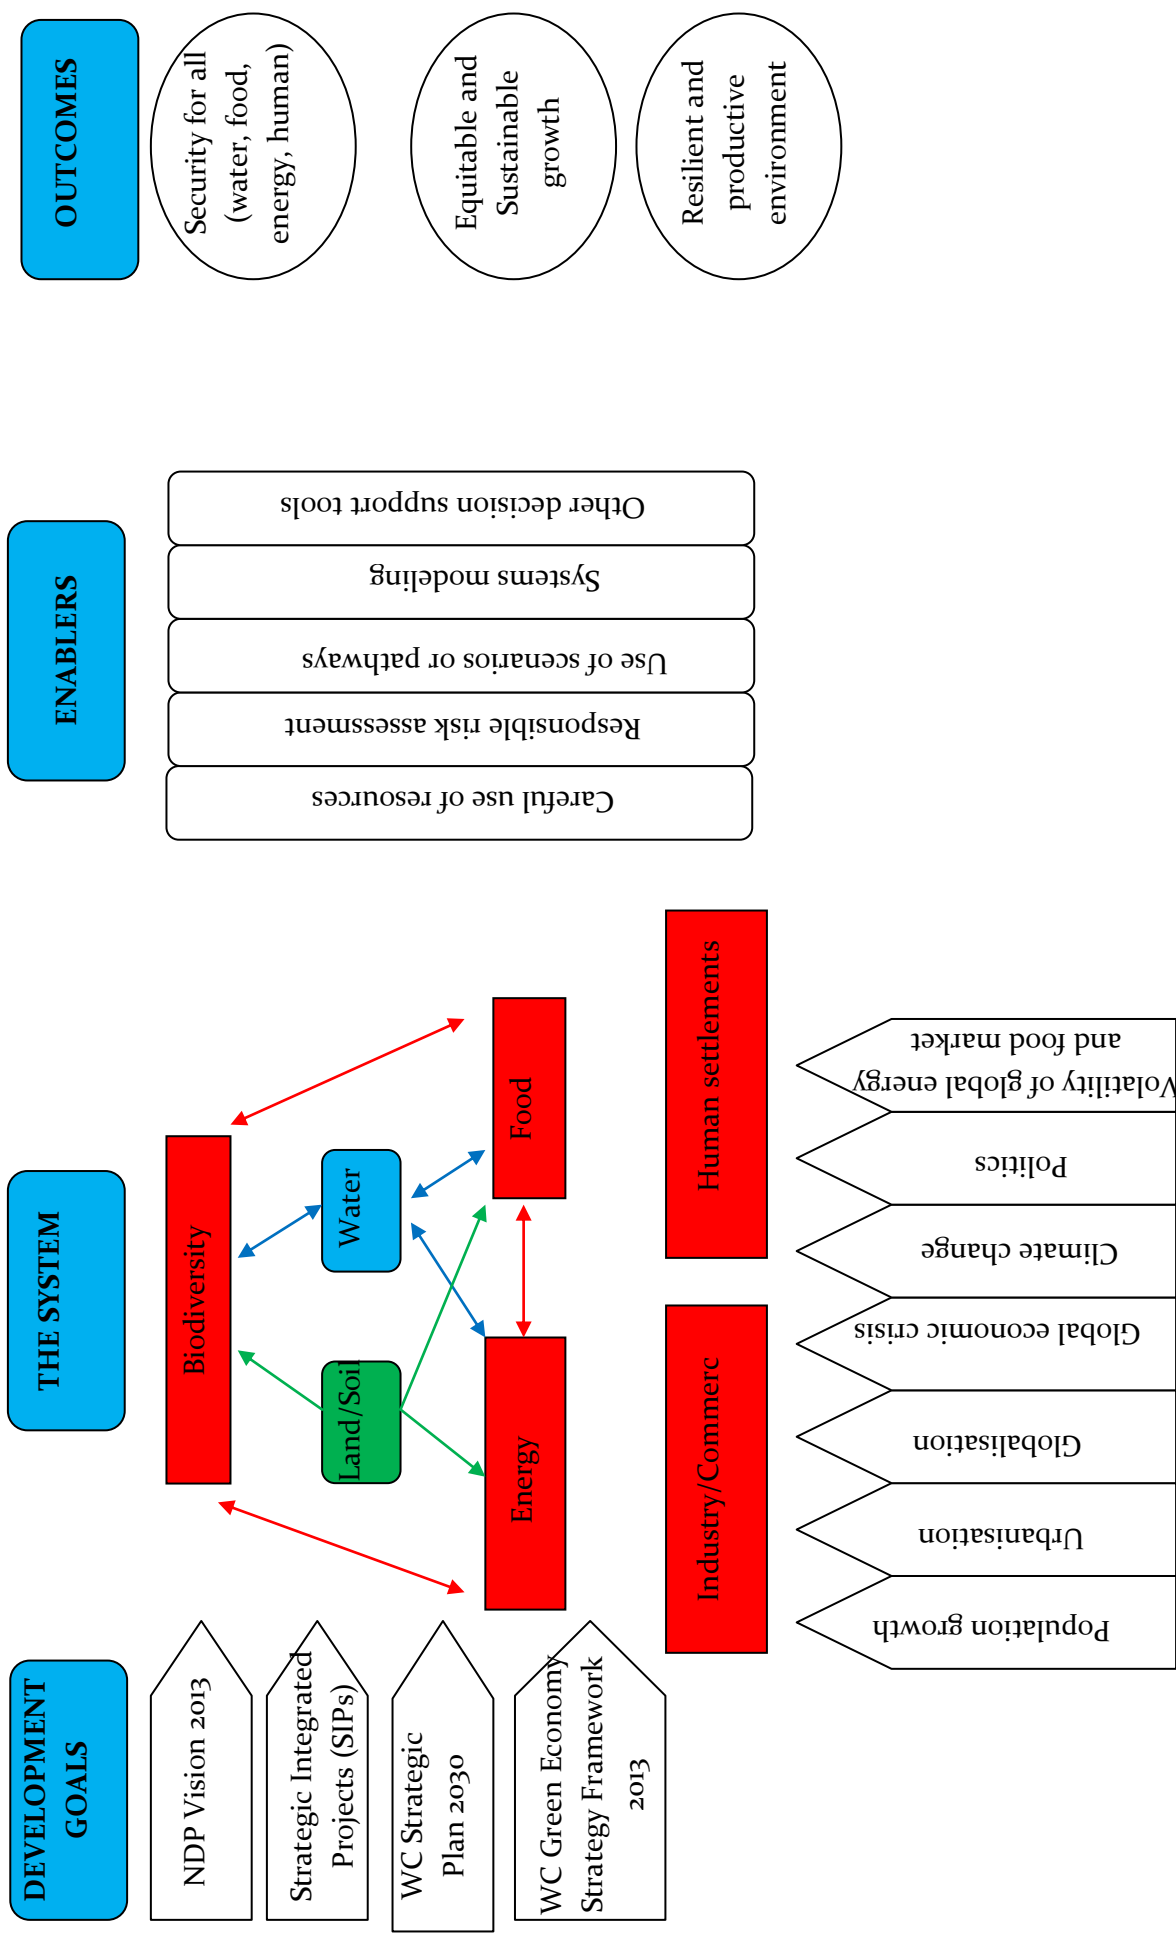 DEVELOPMENT
GOALS
NDP Vision 2013
Strategic Integrated
Projects (SIPs)
WC Strategic
Plan 2030
WC Green Economy
Strategy Framework
2013
THE SYSTEM
Biodiversity
Land/Soil
Water
Energy
Food
Industry/Commerc
Human settlements
Population growth
Urbanisation
Globalisation
Global economic crisis
Climate change
Politics
Volatility of global energy
and food market
ENABLERS
Careful use of resources
Responsible risk assessment
Use of scenarios or pathways
Systems modeling
Other decision support tools
OUTCOMES
Security for all
(water, food,
energy, human)
Equitable and
Sustainable
growth
Resilient and
productive
environment